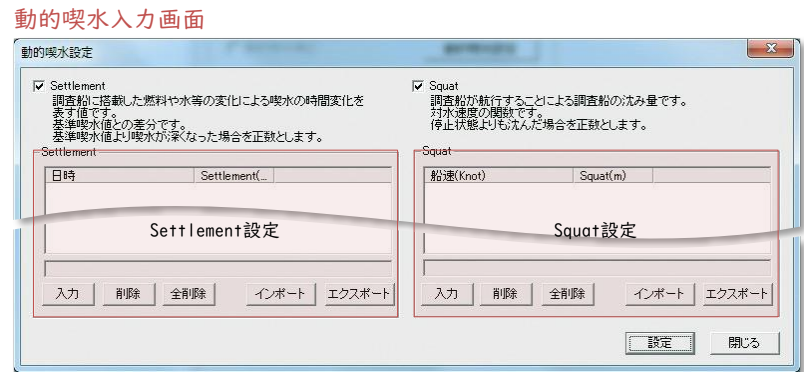 動的喫水入力画面
動的喫水設定
Settlement
調査船に搭載した燃料や水等の変化による喫水の時間変化を
表す値です。
基準喫水値との差分です。
基準喫水値より喫水が深くなった場合を正数とします。
Settlement
日時 Settlement(...
Settlement設定
入力 削除 全削除 インポート エクスポート
Squat
調査船が航行することによる調査船の沈み量です。
対水速度の関数です。
停止状態よりも沈んだ場合を正数とします。
Squat
船速(Knot) Squat(m)
Squat設定
入力 削除 全削除 インポート エクスポート
設定 閉じる